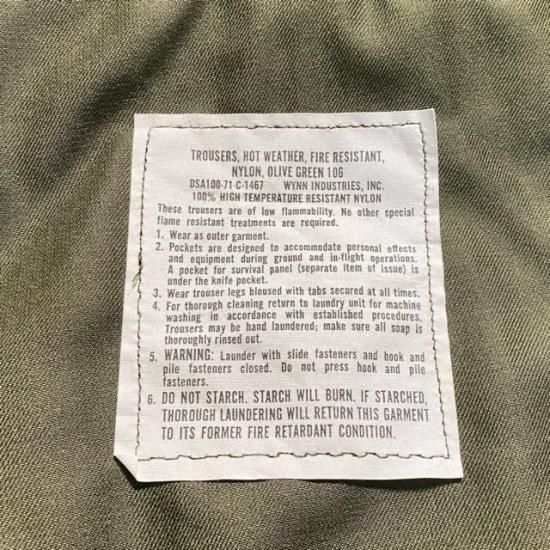 TROUSERS, HOT WEATHER, FIRE RESISTANT,
NYLON, OLIVE GREEN 106
DSA100-71-C-1467 WYNN INDUSTRIES, INC.
100% HIGH TEMPERATURE RESISTANT NYLON
These trousers are of low flammability. No other special
flame resistant treatments are required.
1. Wear as outer garment.
2. Pockets are designed to accommodate personal effects
and equipment during ground and in-flight operations.
A pocket for survival panel (separate item of issue) is
under the knife pocket.
3. Wear trouser legs bloused with tabs secured at all times.
4. For thorough cleaning return to laundry unit for machine
washing in accordance with established procedures.
Trousers may be hand laundered; make sure all soap is
thoroughly rinsed out.
5. WARNING: Launder with slide fasteners and hook and
pile fasteners closed. Do not press hook and pile
fasteners.
6. DO NOT STARCH. STARCH WILL BURN. IF STARCHED,
THOROUGH LAUNDERING WILL RETURN THIS GARMENT
TO ITS FORMER FIRE RETARDANT CONDITION.